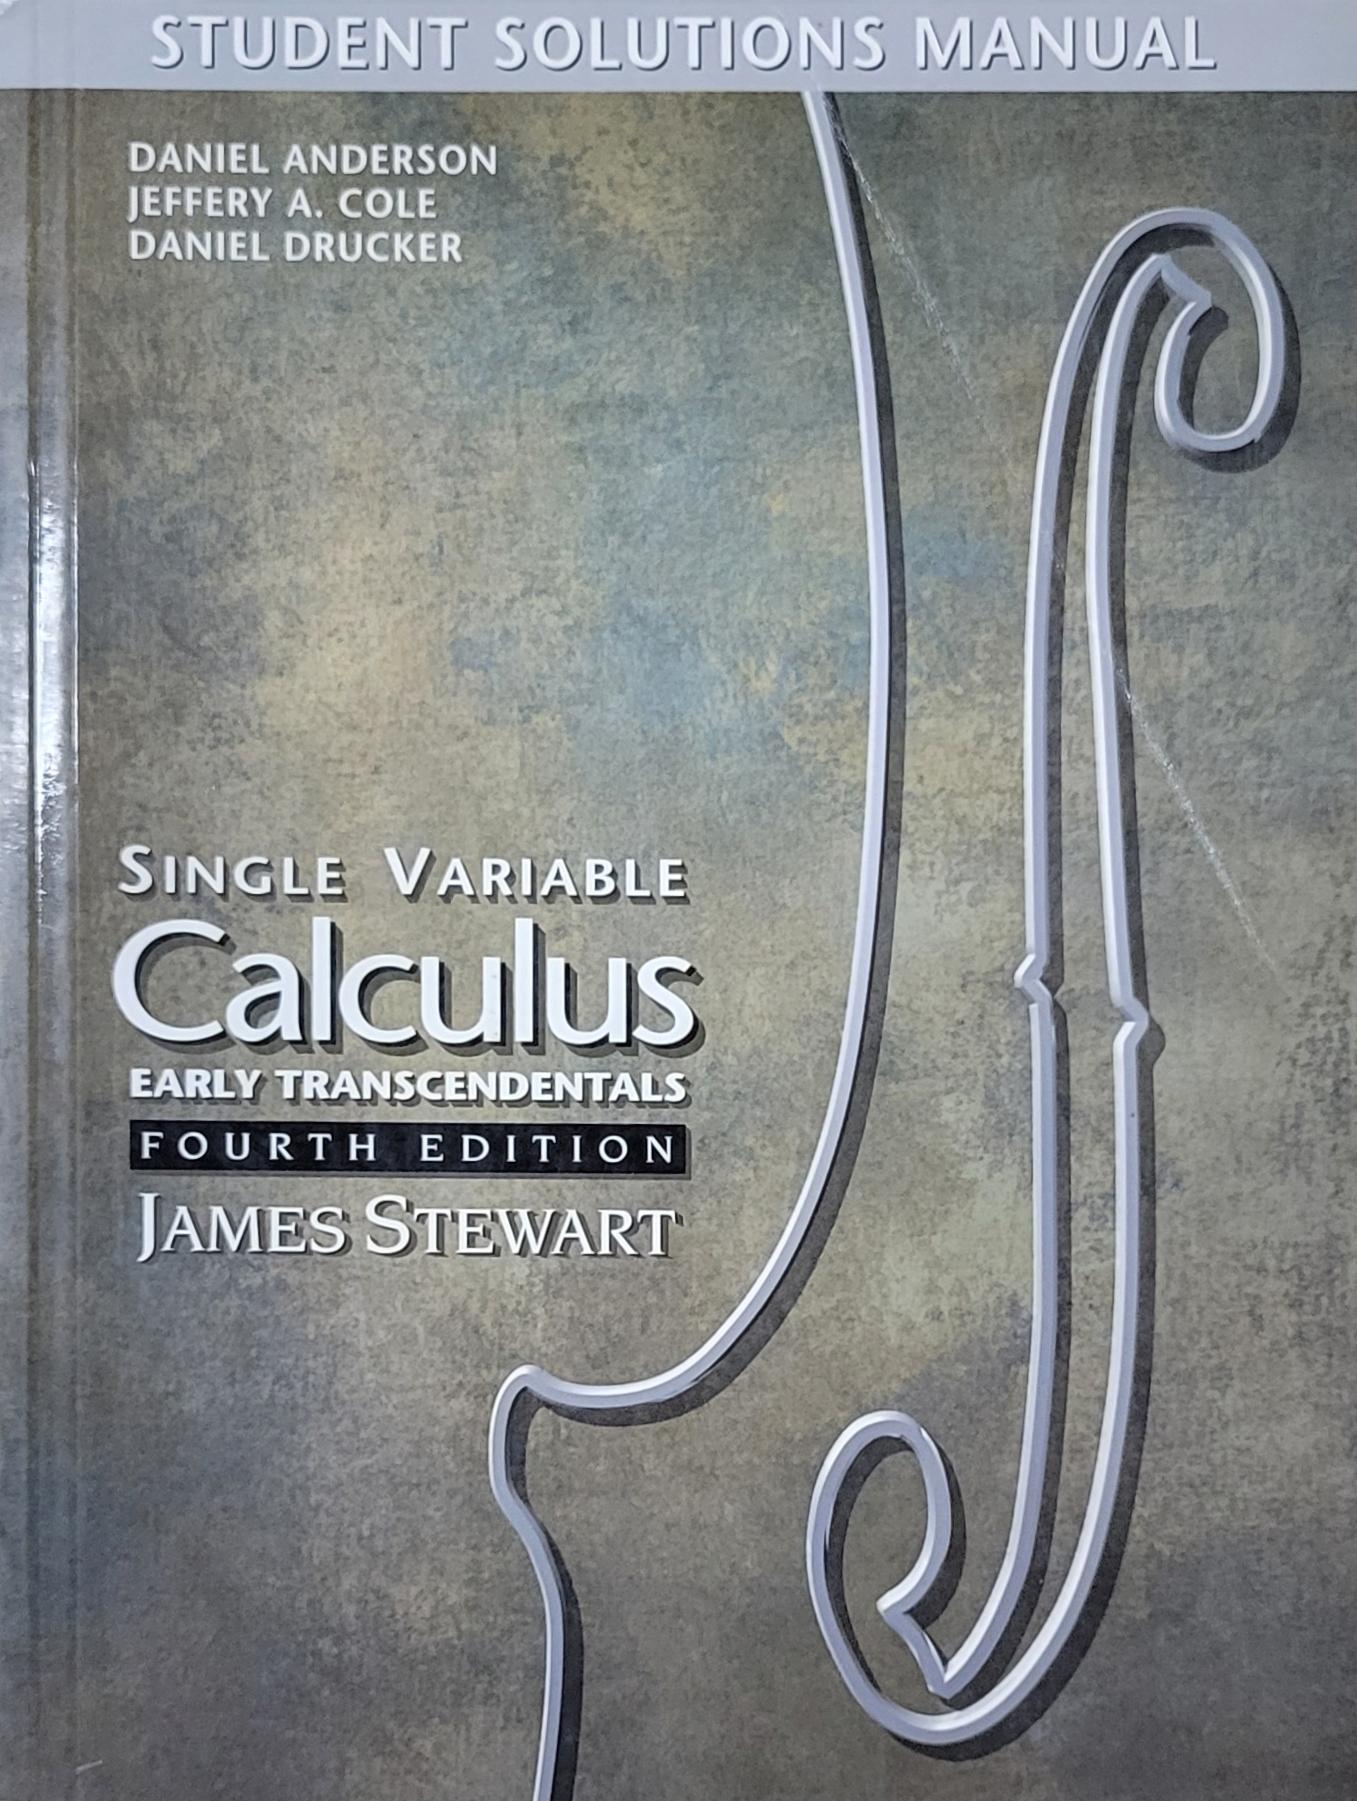 STUDENT SOLUTIONS MANUAL
DANIEL ANDERSON
JEFFERY A. COLE
DANIEL DRUCKER
SINGLE VARIABLE
Calculus
EARLY TRANSCENDENTALS
FOURTH EDITION
JAMES STEWART